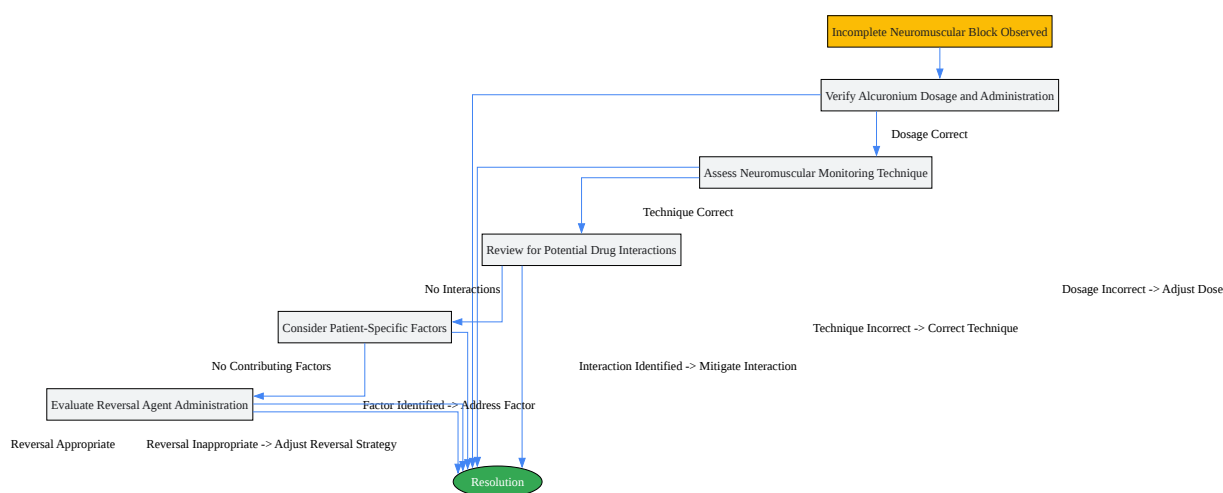 Incomplete Neuromuscular Block Observed
Verify Alcuronium Dosage and Administration
Dosage Correct
Assess Neuromuscular Monitoring Technique
Technique Correct
Review for Potential Drug Interactions
No Interactions
Dosage Incorrect -> Adjust Dose
Consider Patient-Specific Factors
Technique Incorrect -> Correct Technique
No Contributing Factors
Interaction Identified -> Mitigate Interaction
Evaluate Reversal Agent Administration
Factor Identified -> Address Factor
Reversal Appropriate
Reversal Inappropriate -> Adjust Reversal Strategy
Resolution